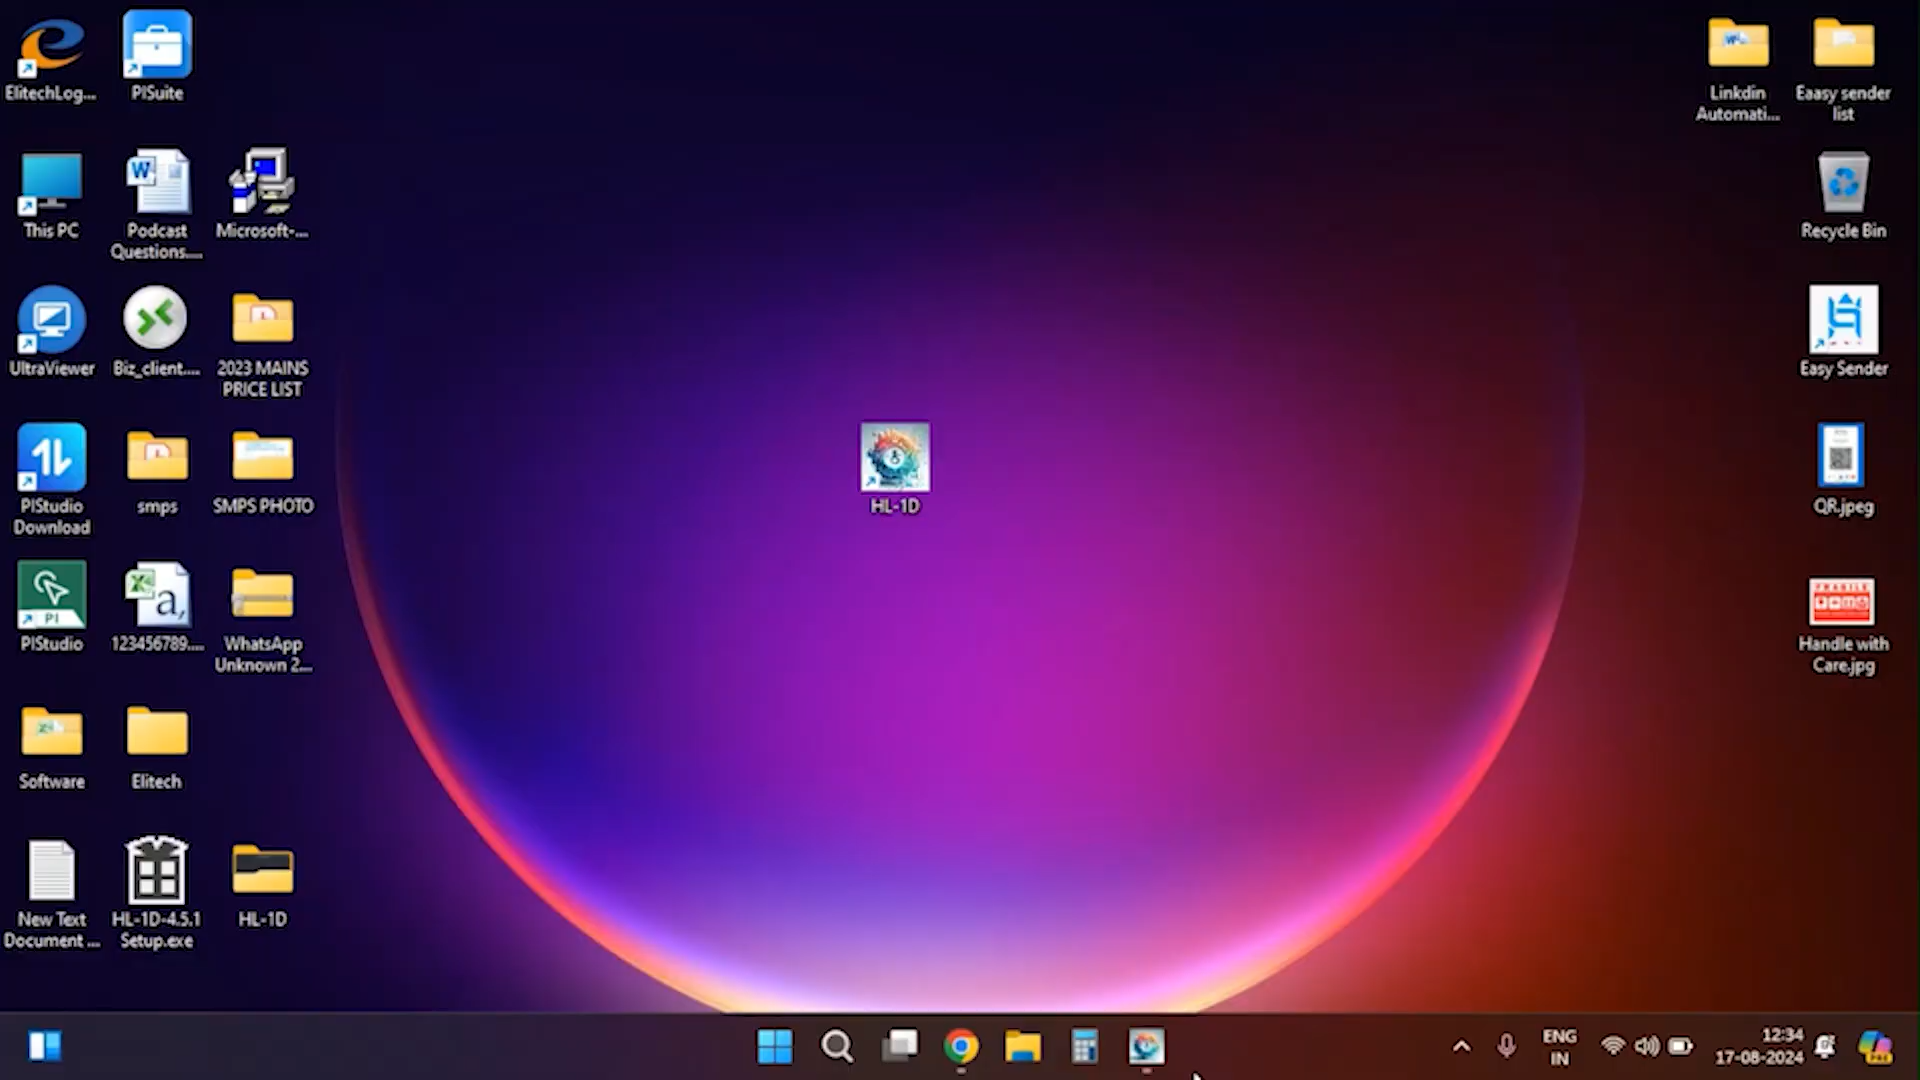 ElitechLog...
PISuite
Linkdin
Automati...
Eaasy sender
list
This PC
Podcast
Questions....
Microsoft-...
Recycle Bin
UltraViewer
Biz_client....
2023 MAINS
PRICE LIST
Easy Sender
PIStudio
Download
smps
SMPS PHOTO
HL-1D
QR.jpeg
PI
PIStudio
123456789....
WhatsApp
Unknown 2...
FRAGILE
Handle with
Care.jpg
Software
Elitech
New Text
Document ...
HL-1D-4.5.1
Setup.exe
HL-1D
ENG
IN
12:34
17-08-2024
PRE